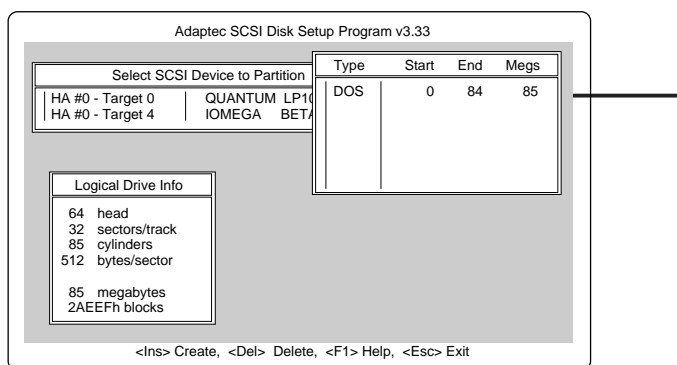 Adaptec SCSI Disk Setup Program v3.33
Select SCSI Device to Partition
HA #0 - Target 0 QUANTUM LP10
HA #0 - Target 4 IOMEGA BETA
Type Start End Megs
DOS 0 84 85
Logical Drive Info
64 head
32 sectors/track
85 cylinders
512 bytes/sector
85 megabytes
2AEEFh blocks
<Ins> Create, <Del> Delete, <F1> Help, <Esc> Exit